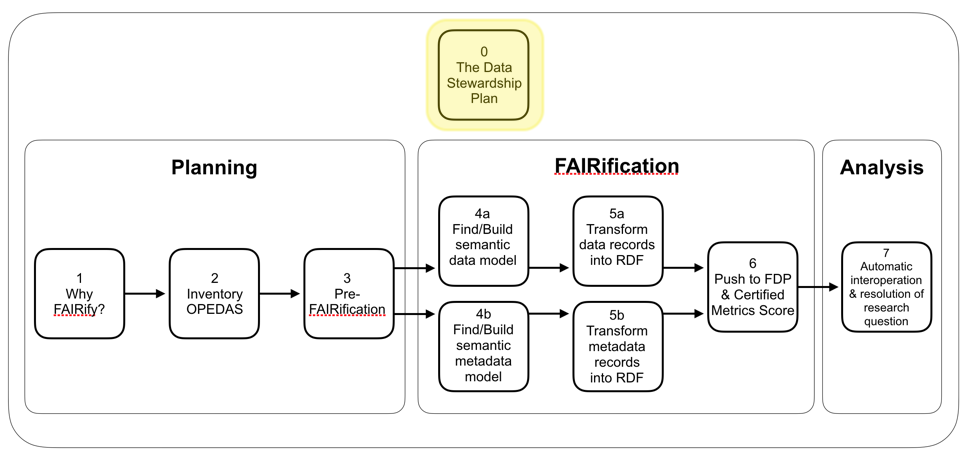 0
The Data
Stewardship
Plan
Planning
1
Why
FAIRify?
2
Inventory
OPEDAS
3
Pre-
FAIRification
FAIRification
4a
Find/Build
semantic
data model
5a
Transform
data records
into RDF
4b
Find/Build
semantic
metadata
model
5b
Transform
metadata
records
into RDF
6
Push to FDP
& Certified
Metrics Score
Analysis
7
Automatic
interoperation
& resolution of
research
question